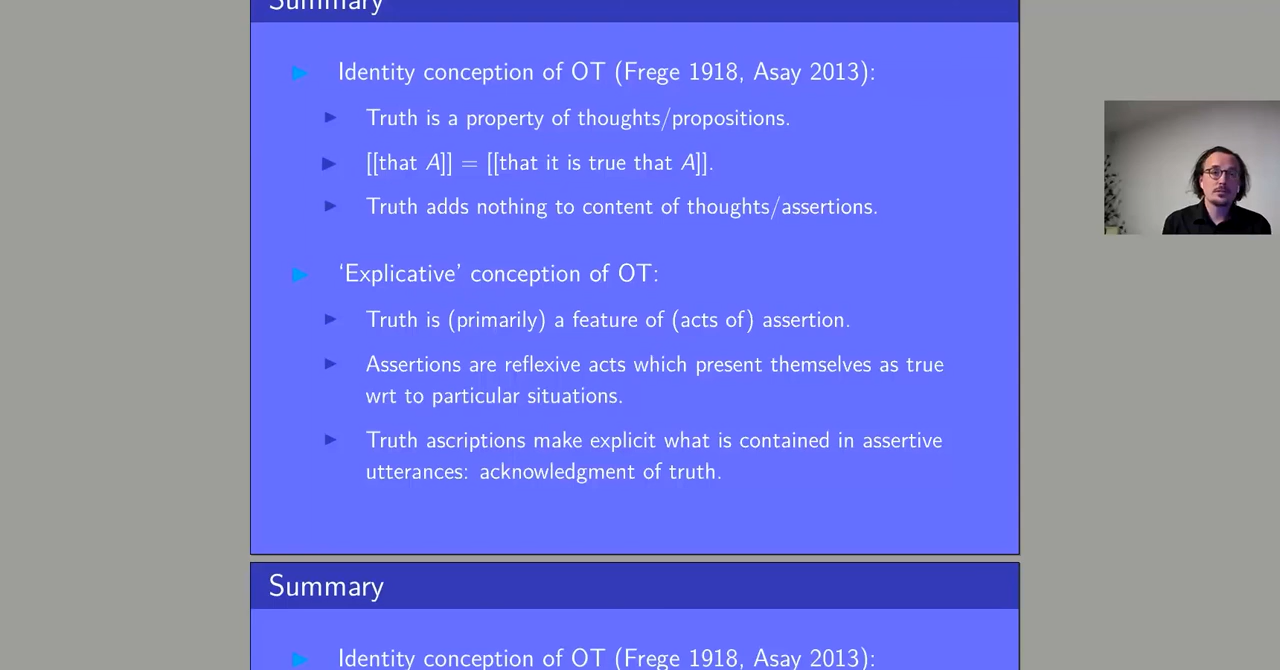 Summary
Identity conception of OT (Frege 1918, Asay 2013):
Truth is a property of thoughts/propositions.
[[that A]] = [[that it is true that A]].
Truth adds nothing to content of thoughts/assertions.
‘Explicative’ conception of OT:
Truth is (primarily) a feature of (acts of) assertion.
Assertions are reflexive acts which present themselves as true
wrt to particular situations.
Truth ascriptions make explicit what is contained in assertive
utterances: acknowledgment of truth.
Summary
Identity conception of OT (Frege 1918, Asay 2013):